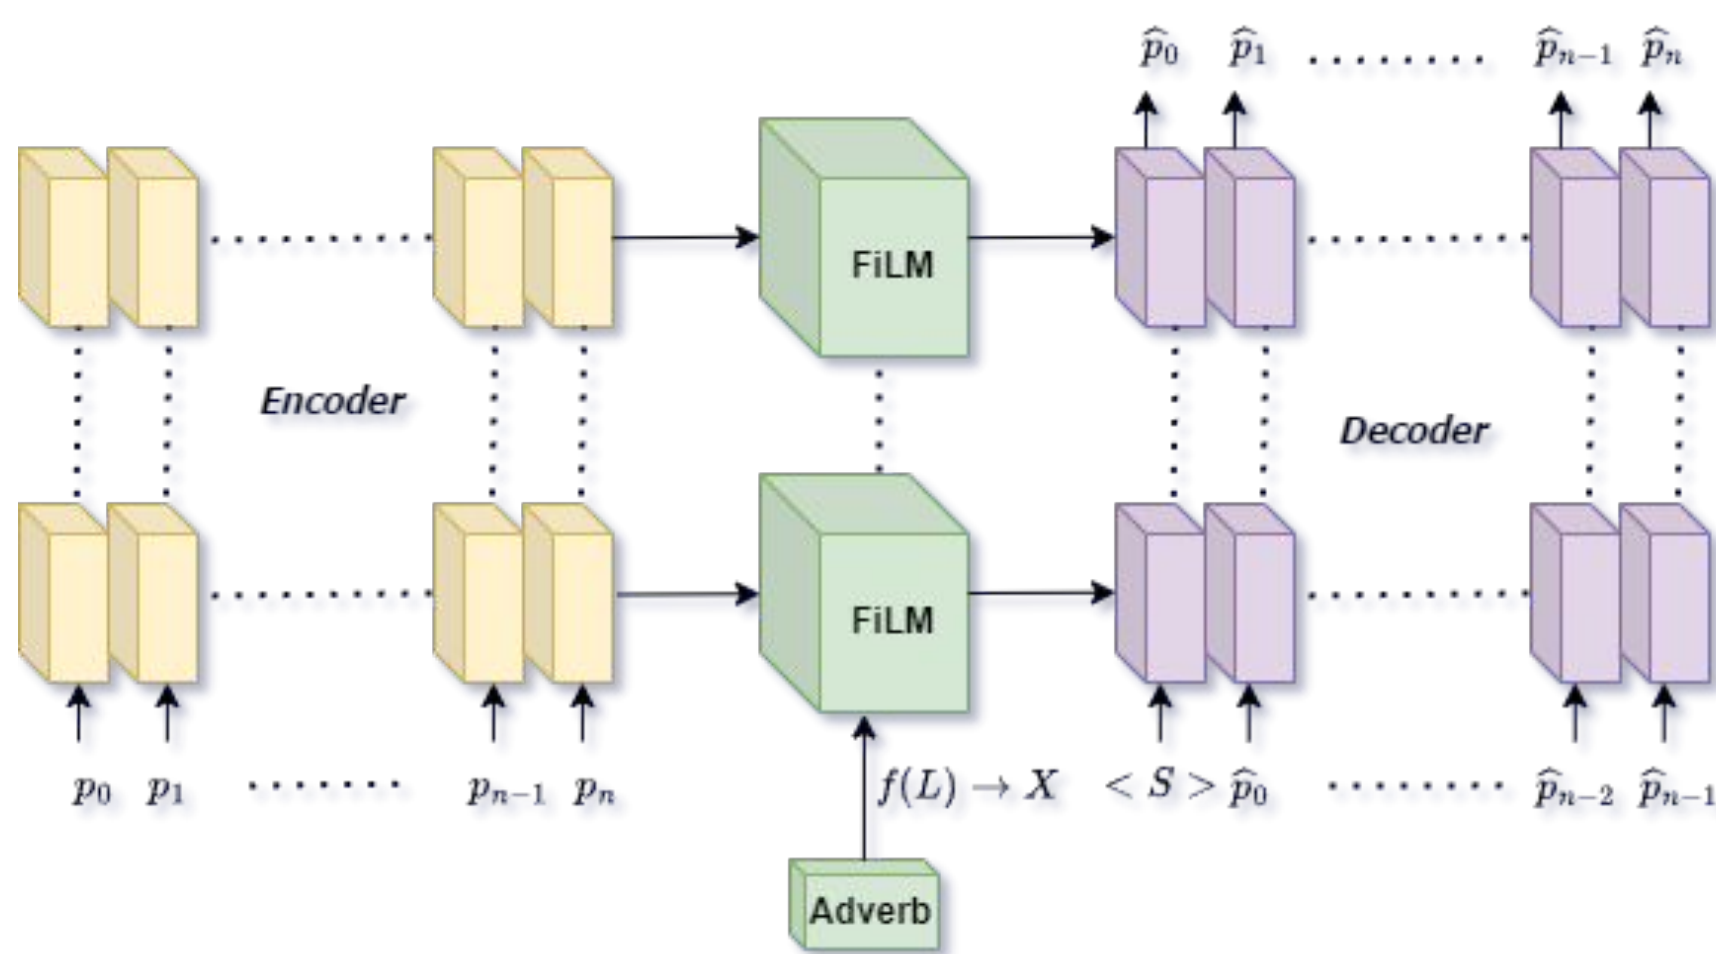 p̂₀ p̂₁ ........ p̂ₙ₋₁ p̂ₙ
FiLM
Encoder
Decoder
FiLM
p₀ p₁ ....... pₙ₋₁ pₙ f(L) → X < S > p̂₀ ........ p̂ₙ₋₂ p̂ₙ₋₁
Adverb